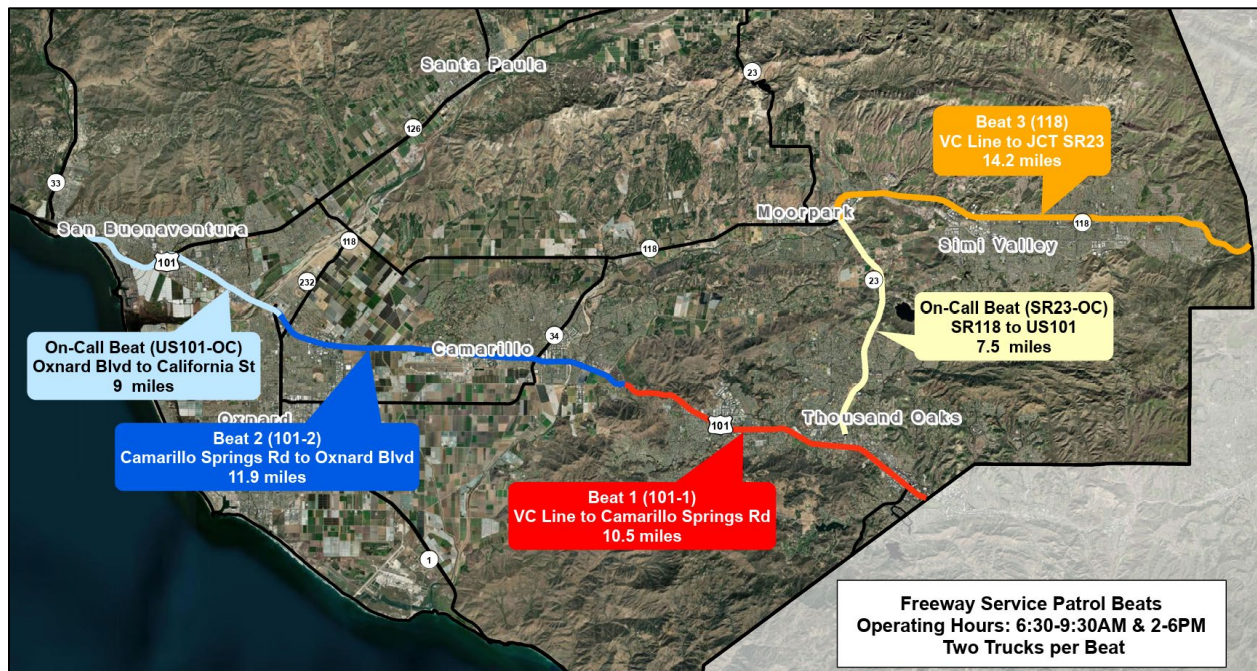 Santa Paula
23
126
33
Beat 3 (118)
VC Line to JCT SR23
14.2 miles
San Buenaventura
Moorpark
118
118
118
Simi Valley
101
232
23
On-Call Beat (US101-OC)
Oxnard Blvd to California St
9 miles
On-Call Beat (SR23-OC)
SR118 to US101
7.5 miles
34
Camarillo
Oxnard
101
Thousand Oaks
Beat 2 (101-2)
Camarillo Springs Rd to Oxnard Blvd
11.9 miles
Beat 1 (101-1)
VC Line to Camarillo Springs Rd
10.5 miles
1
Freeway Service Patrol Beats
Operating Hours: 6:30-9:30AM & 2-6PM
Two Trucks per Beat